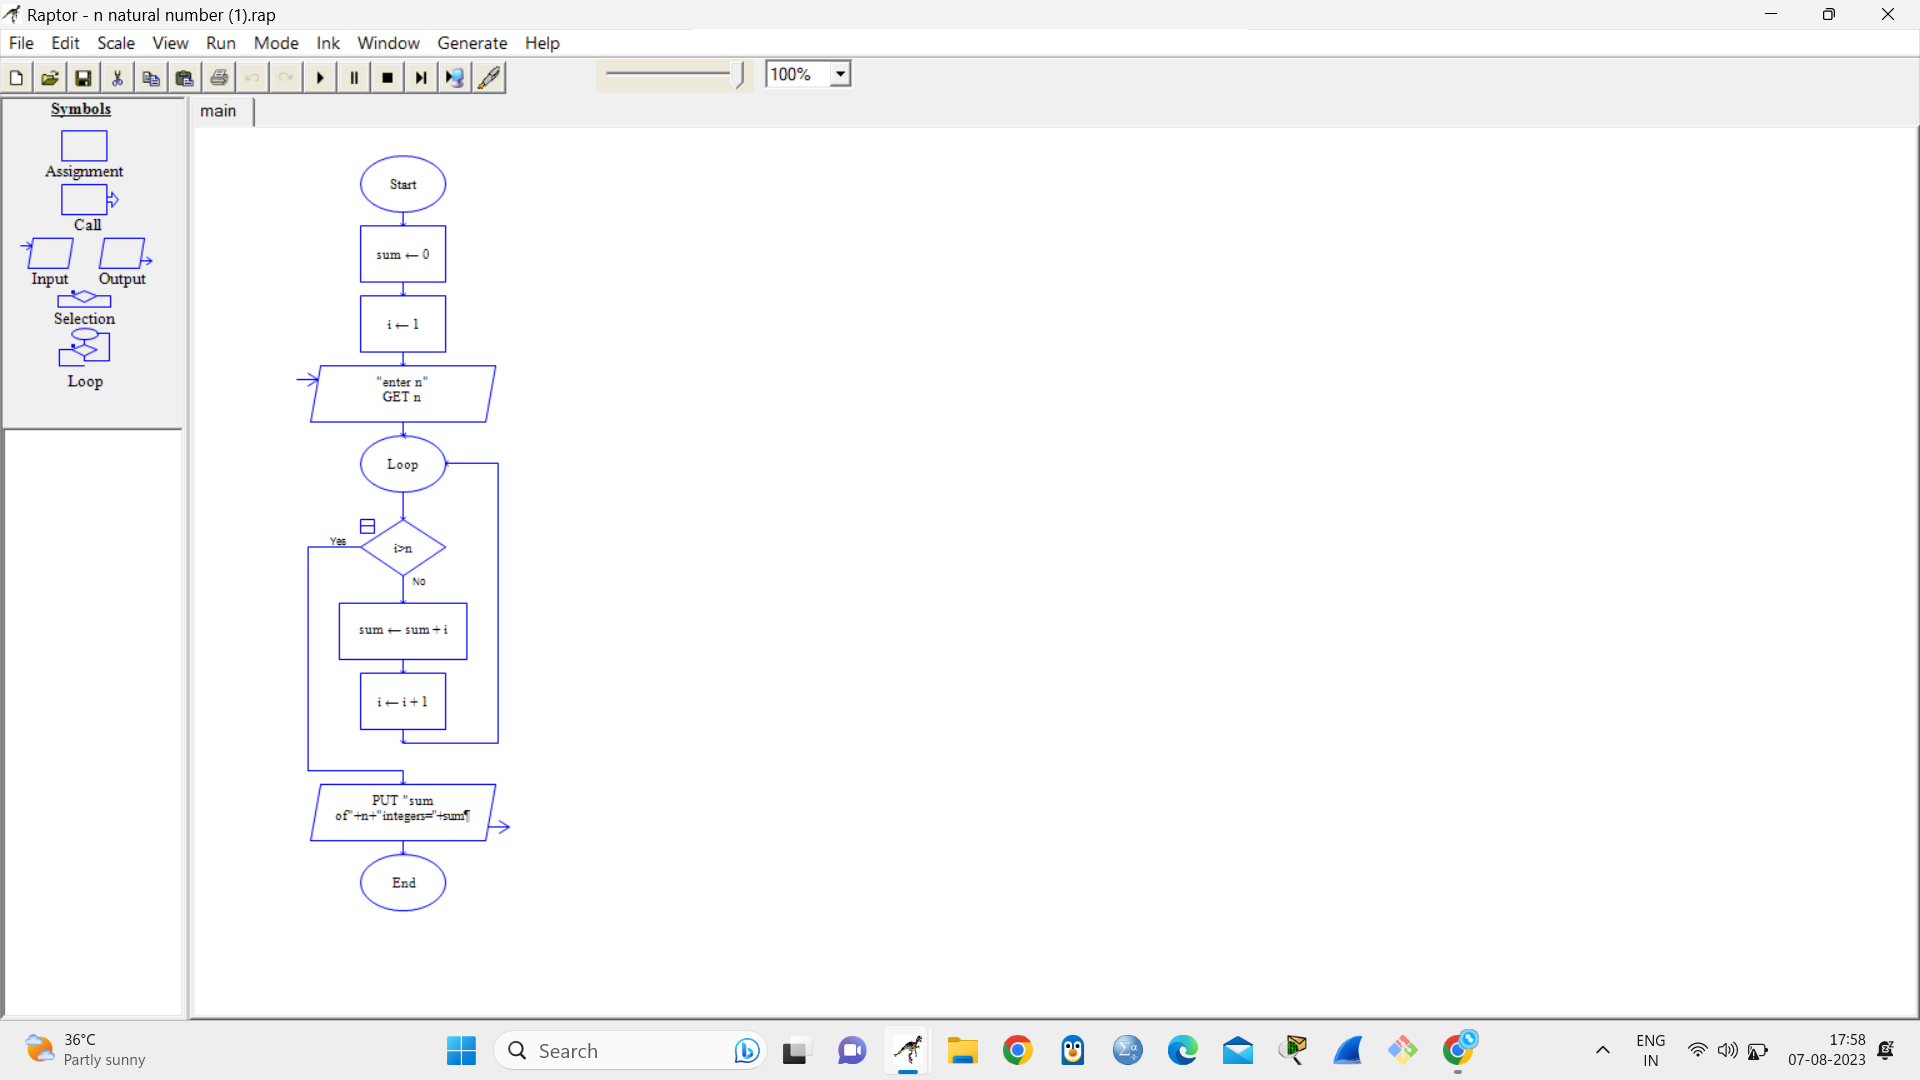 Raptor - n natural number (1).rap
File Edit Scale View Run Mode Ink Window Generate Help
100%
Symbols
Assignment
Call
Input Output
Selection
Loop
main
Start
sum ← 0
i ← 1
"enter n"
GET n
Loop
Yes
i>n
No
sum ← sum + i
i ← i + 1
PUT "sum
of"+n+"integers="+sum¶
End
36°C
Partly sunny
Search
ENG
IN
17:58
07-08-2023